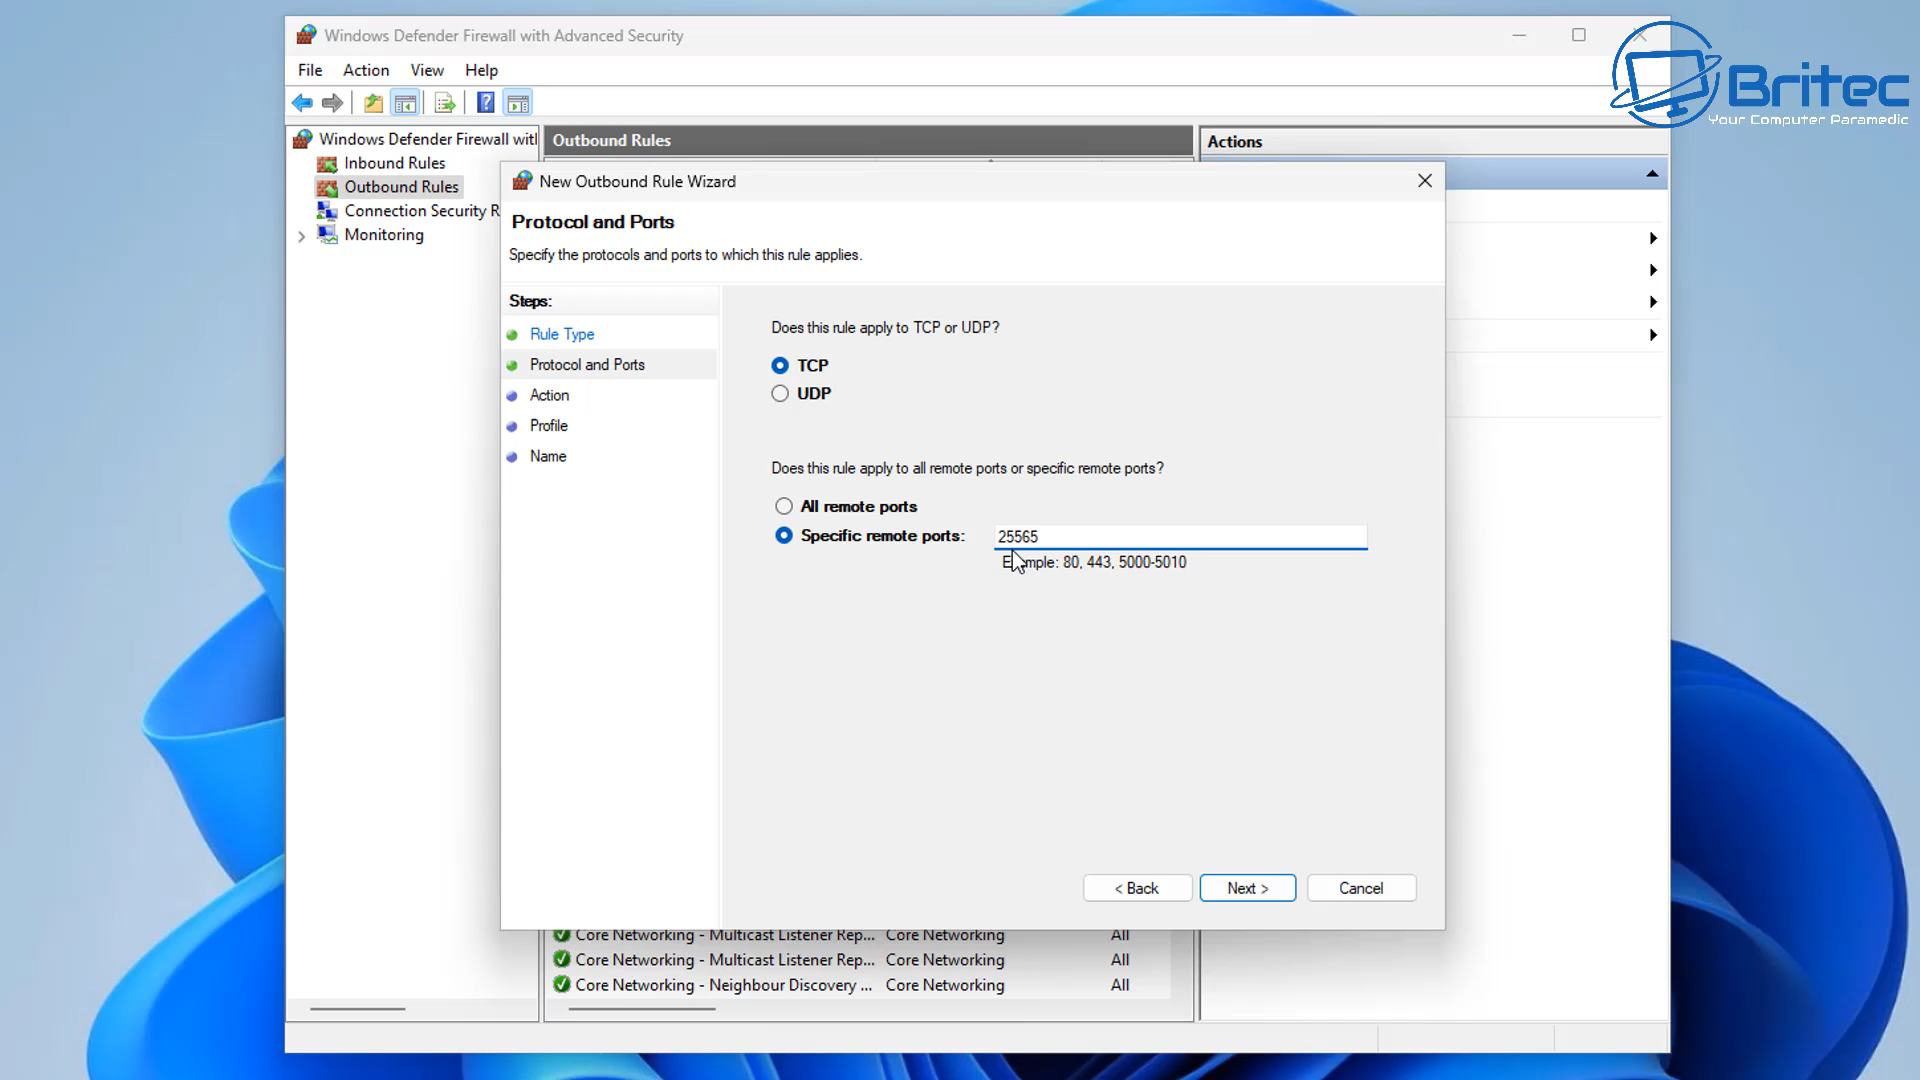 Windows Defender Firewall with Advanced Security
File Action View Help
Britec
Your Computer Paramedic
Windows Defender Firewall witl
Inbound Rules
Outbound Rules
Connection Security R
Monitoring
Outbound Rules
Actions
New Outbound Rule Wizard
Protocol and Ports
Specify the protocols and ports to which this rule applies.
Steps:
Rule Type
Protocol and Ports
Action
Profile
Name
Does this rule apply to TCP or UDP?
TCP
UDP
Does this rule apply to all remote ports or specific remote ports?
All remote ports
Specific remote ports: 25565
Example: 80, 443, 5000-5010
< Back Next > Cancel
Core Networking - Multicast Listener Rep... Core Networking All
Core Networking - Multicast Listener Rep... Core Networking All
Core Networking - Neighbour Discovery ... Core Networking All